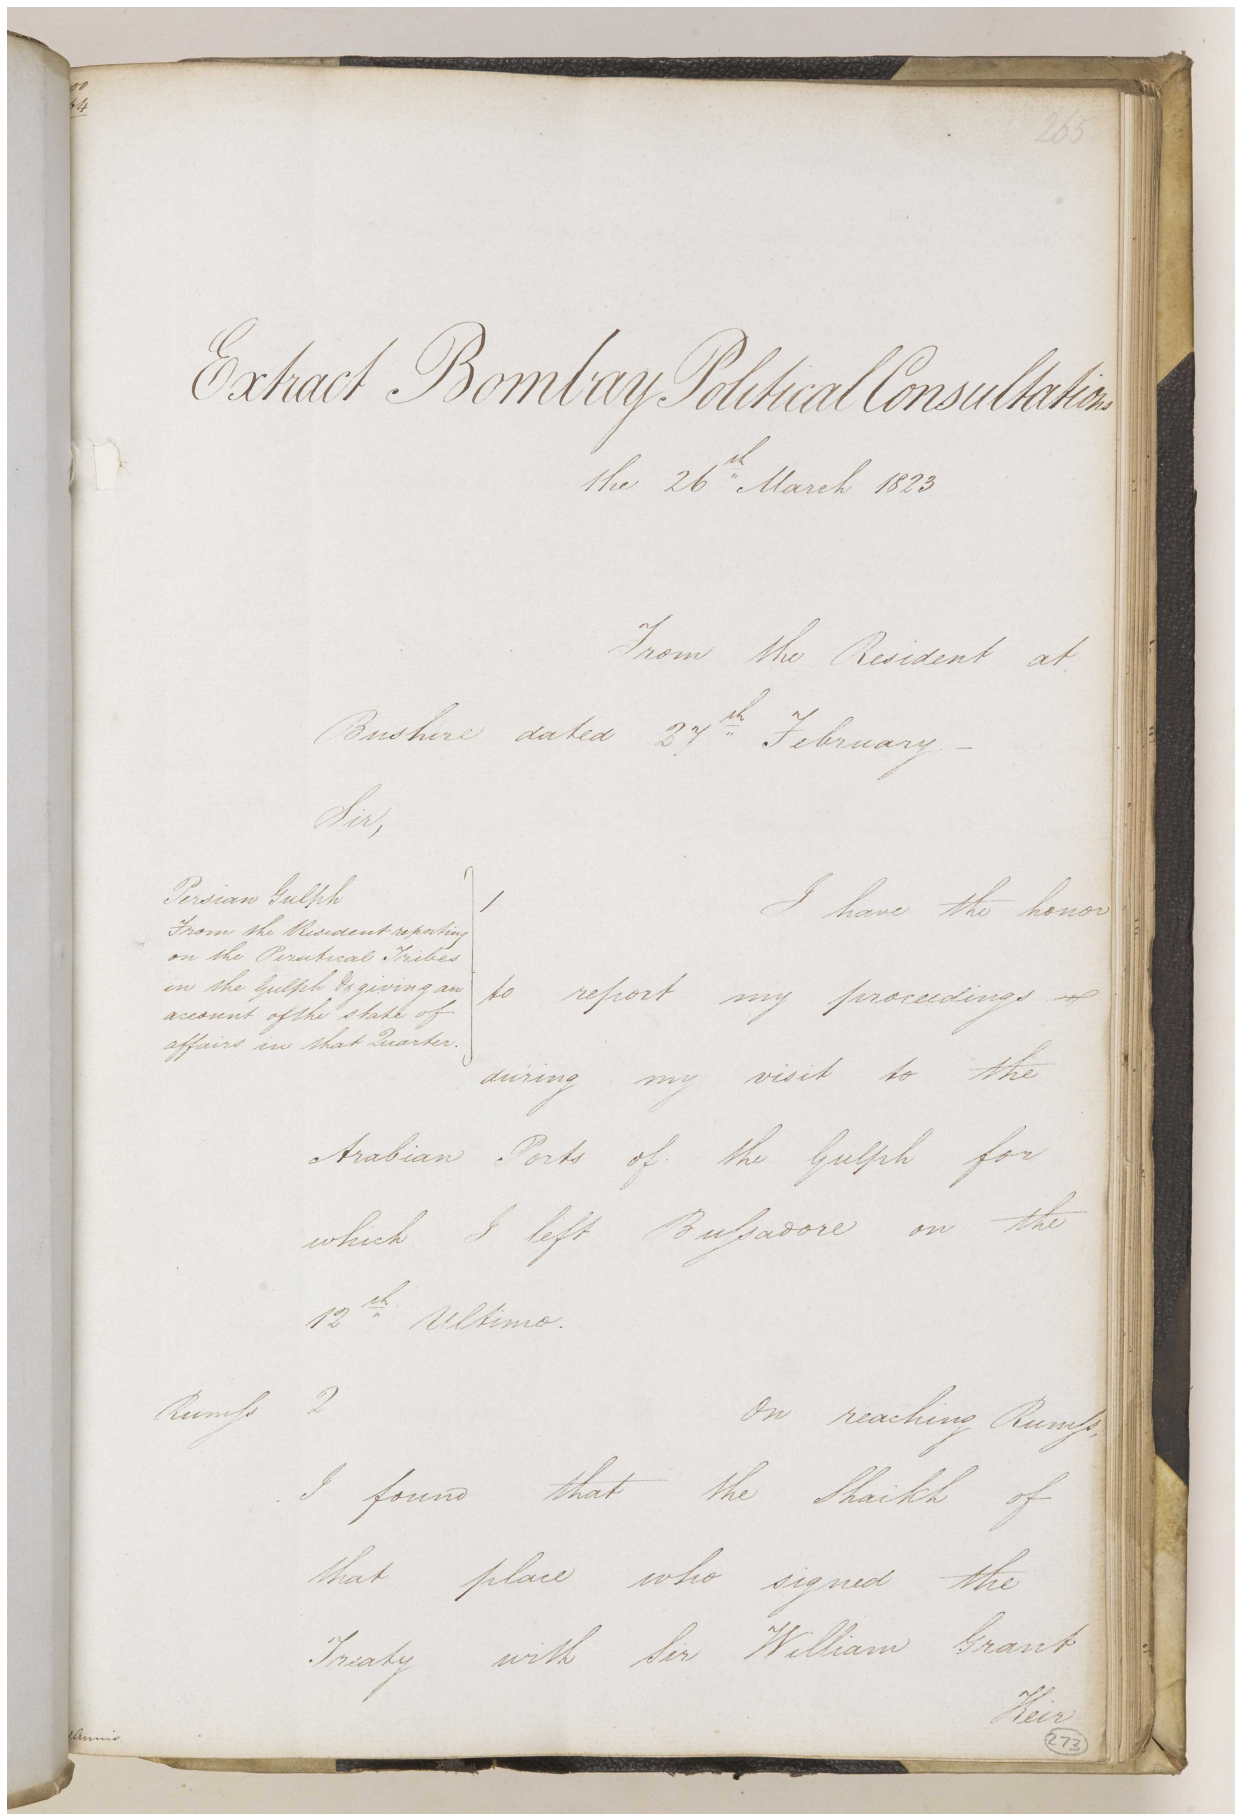 265
Extract Bombay Political Consultations
the 26th March 1823
From the Resident at
Bushire dated 27th February. —
Sir,
Persian Gulph
From the Resident reporting
on the Piratical Tribes
in the Gulph & giving an
account of the state of
affairs in that Quarter.
1 I have the honor
to report my proceedings
during my visit to the
Arabian Ports of the Gulph for
which I left Bussadore on the
12th Ultimo.
Rumss 2 On reaching Rumss,
I found that the Shaikh of
that place who signed the
Treaty with Sir William Grant
Keir
273